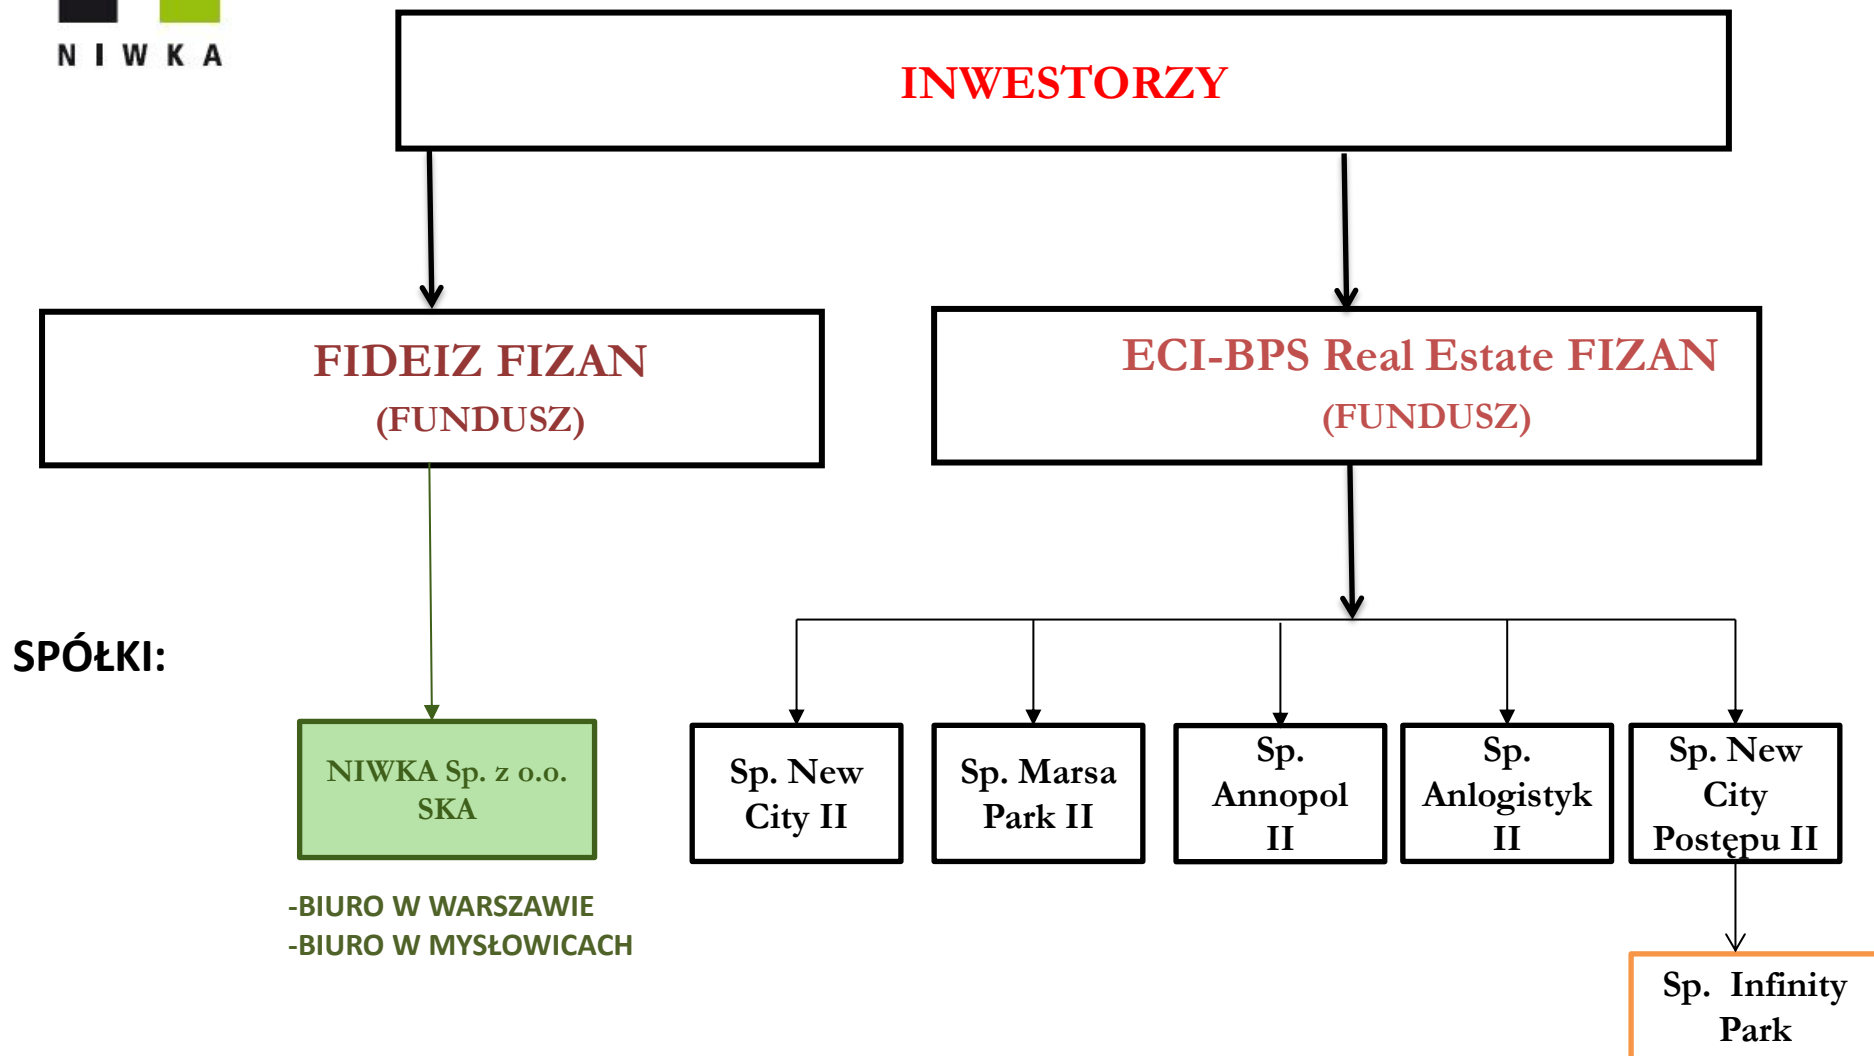 NIWKA
INWESTORZY
FIDEIZ FIZAN
(FUNDUSZ)
ECI-BPS Real Estate FIZAN
(FUNDUSZ)
SPÓŁKI:
NIWKA Sp. z o.o.
SKA
-BIURO W WARSZAWIE
-BIURO W MYSŁOWICACH
Sp. New
City II
Sp. Marsa
Park II
Sp.
Annopol
II
Sp.
Anlogistyk
II
Sp. New
City
Postępu II
Sp. Infinity
Park